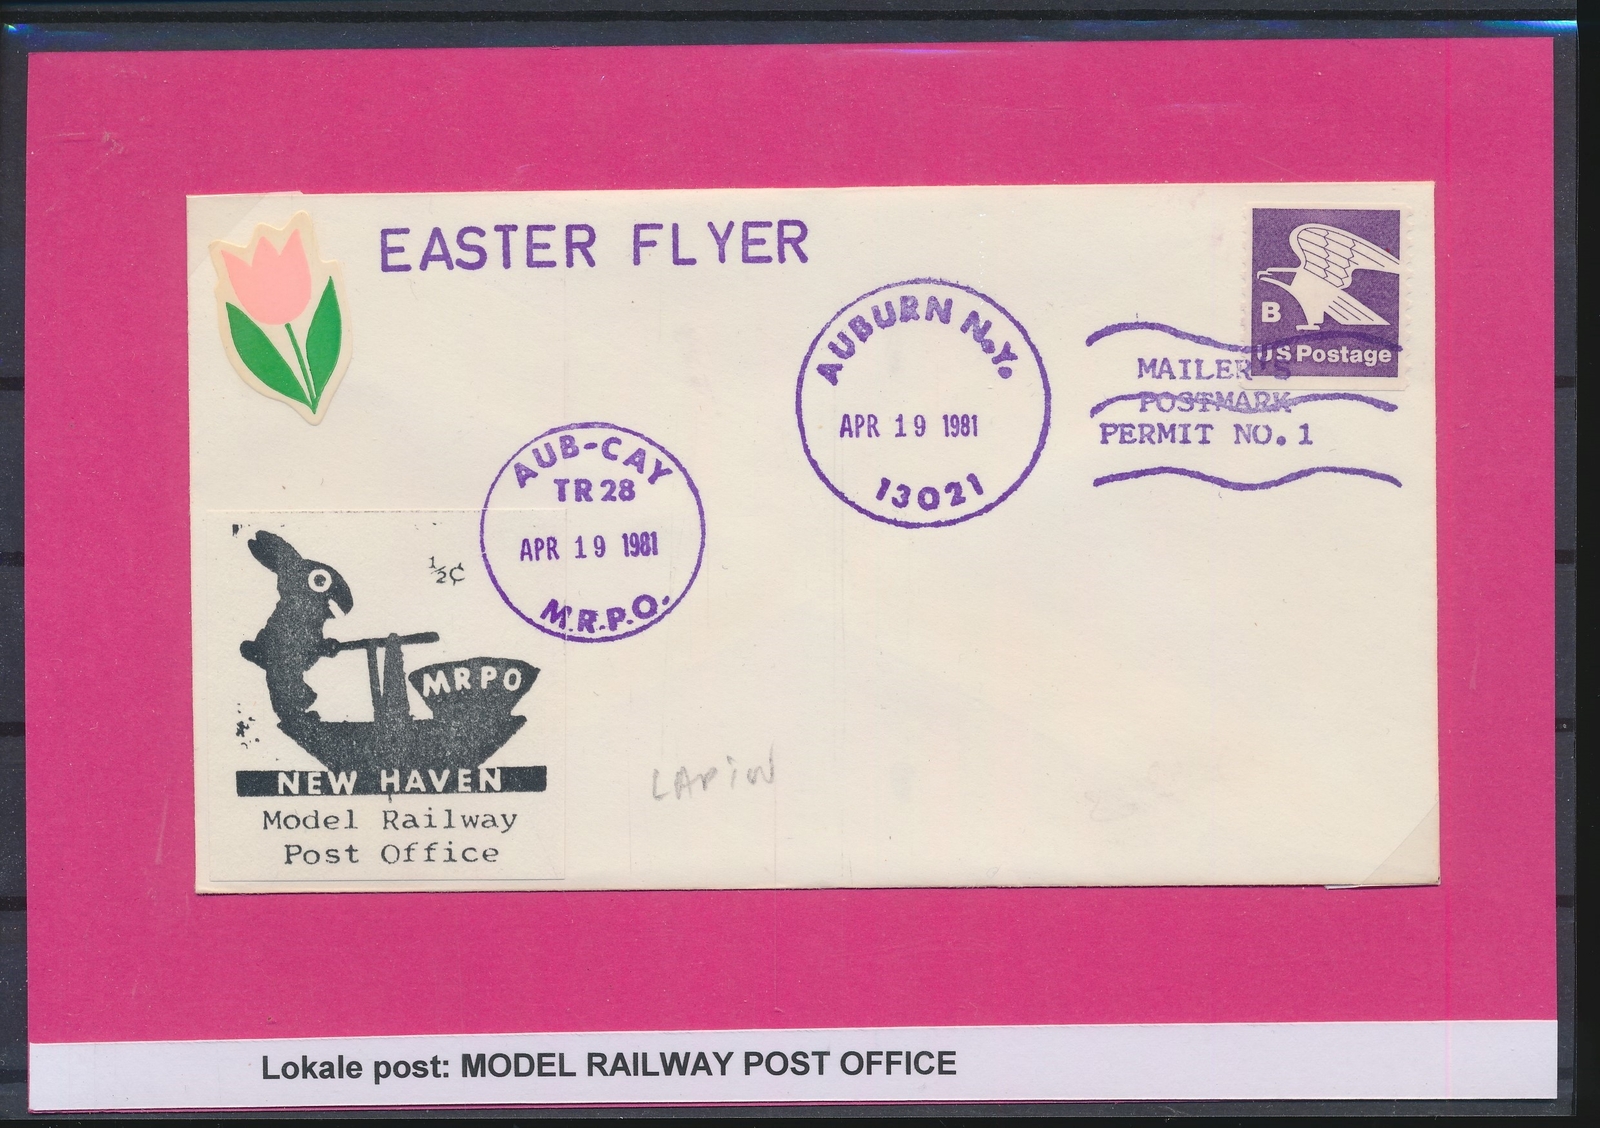 EASTER FLYER
B
US Postage
AUBURN N.Y.
APR 19 1981
13021
MAILER'S
POSTMARK
PERMIT NO. 1
AUB-CAY
TR 28
APR 19 1981
M.R.P.O.
½¢
MRPO
NEW HAVEN
Model Railway
Post Office
LAPIN
Lokale post: MODEL RAILWAY POST OFFICE